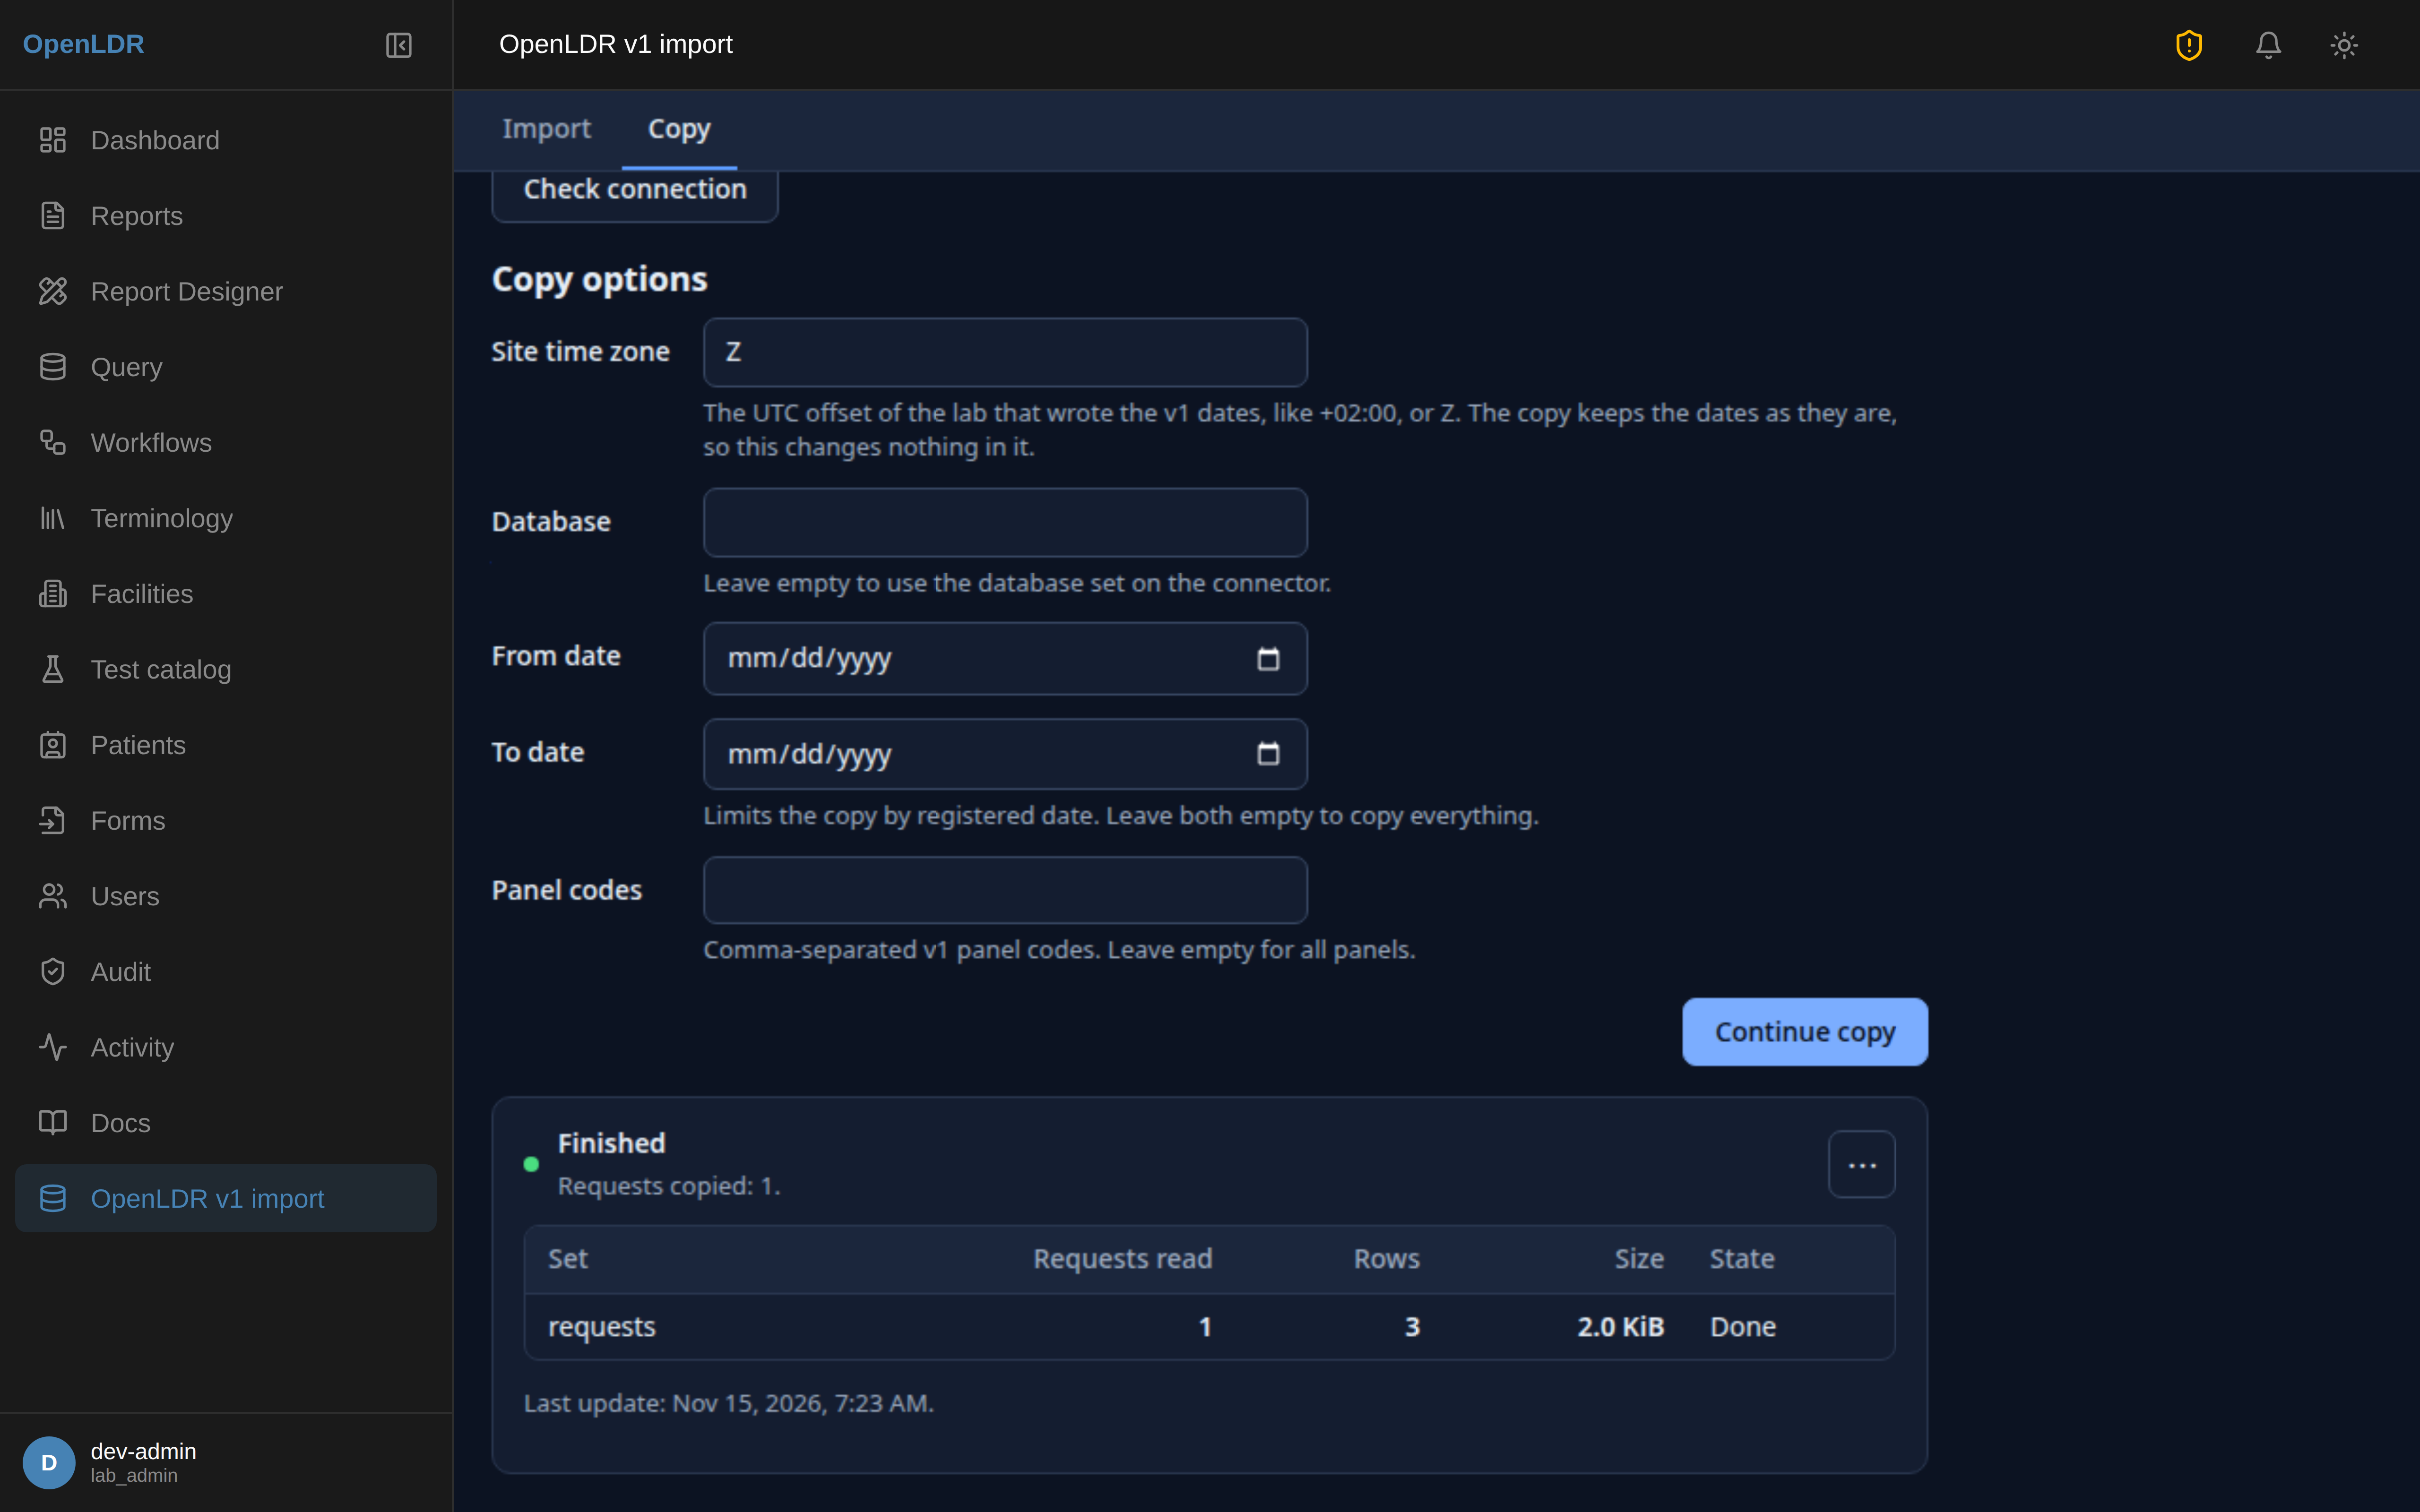 OpenLDR
OpenLDR v1 import
Dashboard
Reports
Report Designer
Query
Workflows
Terminology
Facilities
Test catalog
Patients
Forms
Users
Audit
Activity
Docs
OpenLDR v1 import
D
dev-admin
lab_admin
Import
Copy
Check connection
Copy options
Site time zone
Z
The UTC offset of the lab that wrote the v1 dates, like +02:00, or Z. The copy keeps the dates as they are,
so this changes nothing in it.
Database
Leave empty to use the database set on the connector.
From date
mm/dd/yyyy
To date
mm/dd/yyyy
Limits the copy by registered date. Leave both empty to copy everything.
Panel codes
Comma-separated v1 panel codes. Leave empty for all panels.
Continue copy
Finished
Requests copied: 1.
...
Set Requests read Rows Size State
requests 1 3 2.0 KiB Done
Last update: Nov 15, 2026, 7:23 AM.